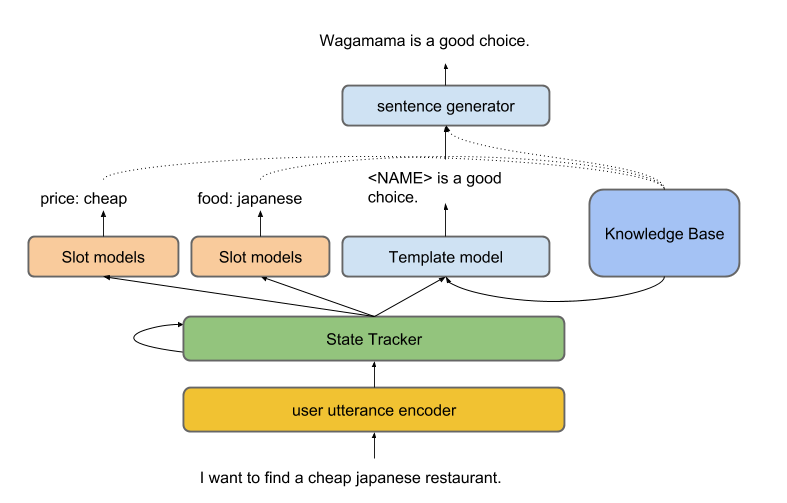 Wagamama is a good choice.
sentence generator
<NAME> is a good
choice.
price: cheap
food: japanese
Knowledge Base
Slot models
Slot models
Template model
State Tracker
user utterance encoder
I want to find a cheap japanese restaurant.